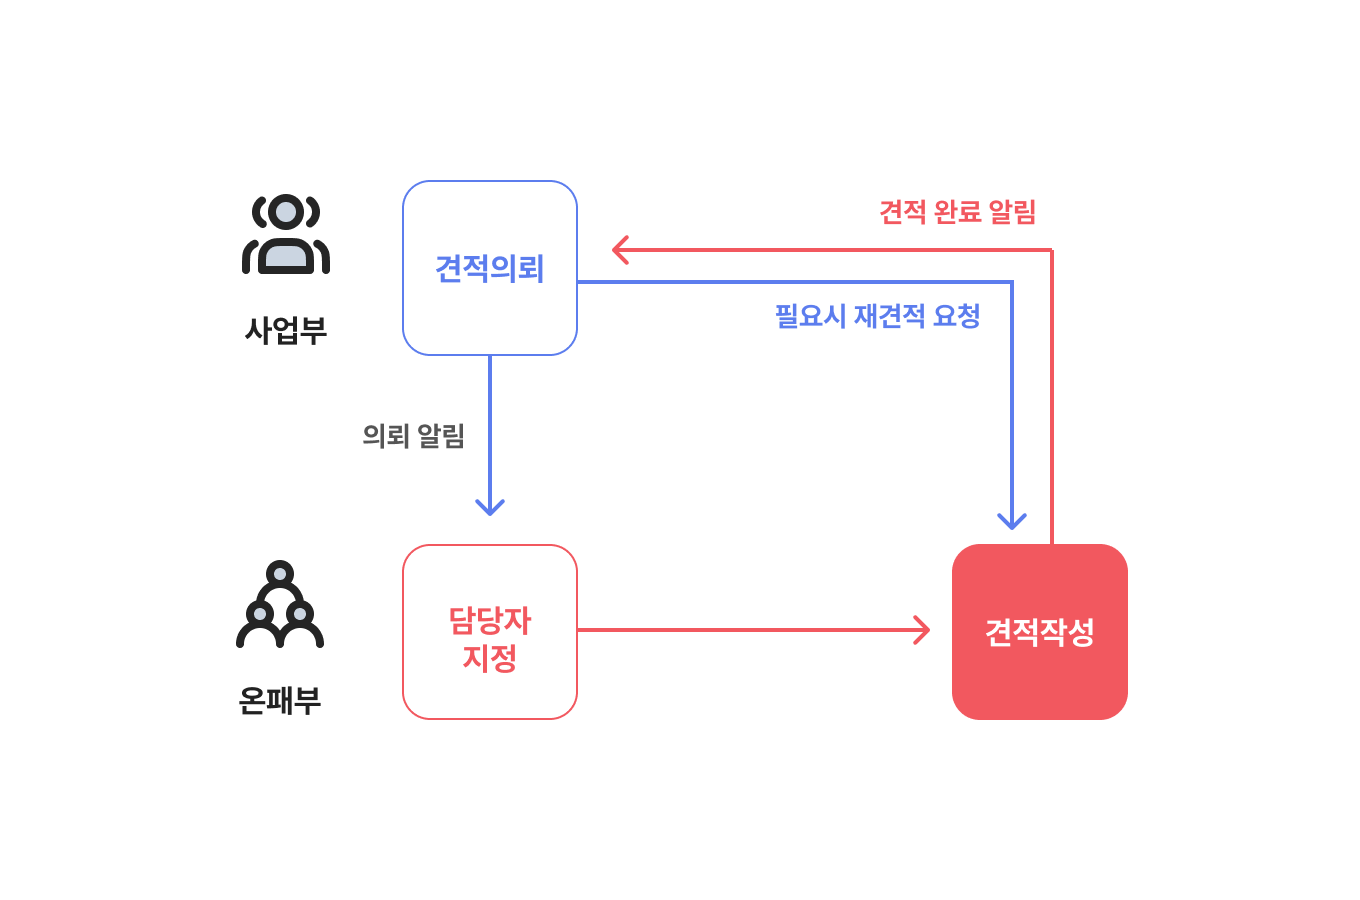 견적 완료 알림
견적의뢰
필요시 재견적 요청
사업부
의뢰 알림
담당자
지정
견적작성
온패부